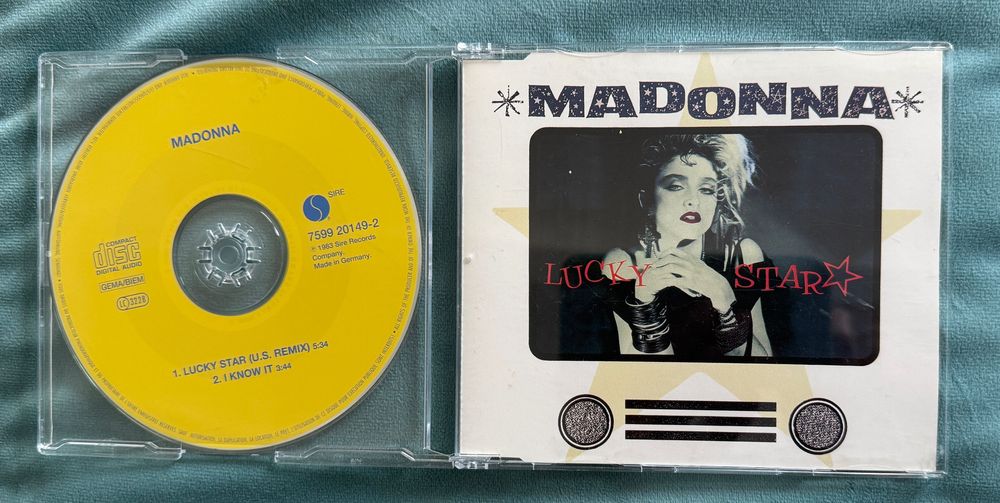 MADONNA
SIRE
7599 20149-2
℗ 1983 Sire Records
Company.
Made in Germany.
COMPACT
disc
DIGITAL AUDIO
GEMA/BIEM
LC 3228
1. LUCKY STAR (U.S. REMIX) 5:34
2. I KNOW IT 3:44
*MADONNA*
LUCKY STAR